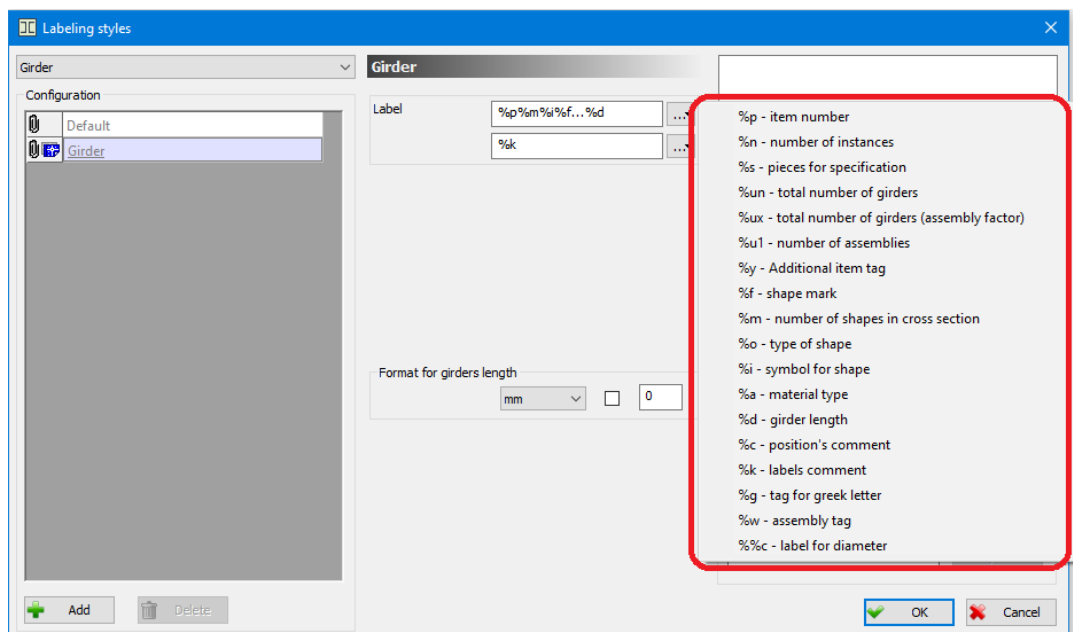 Labeling styles
Girder
Configuration
Default
Girder
Add
Delete
Girder
Label
%p%m%i%f...%d
...
%k
...
Format for girders length
mm
0
%p - item number
%n - number of instances
%s - pieces for specification
%un - total number of girders
%ux - total number of girders (assembly factor)
%u1 - number of assemblies
%y - Additional item tag
%f - shape mark
%m - number of shapes in cross section
%o - type of shape
%i - symbol for shape
%a - material type
%d - girder length
%c - position's comment
%k - labels comment
%g - tag for greek letter
%w - assembly tag
%%c - label for diameter
OK
Cancel